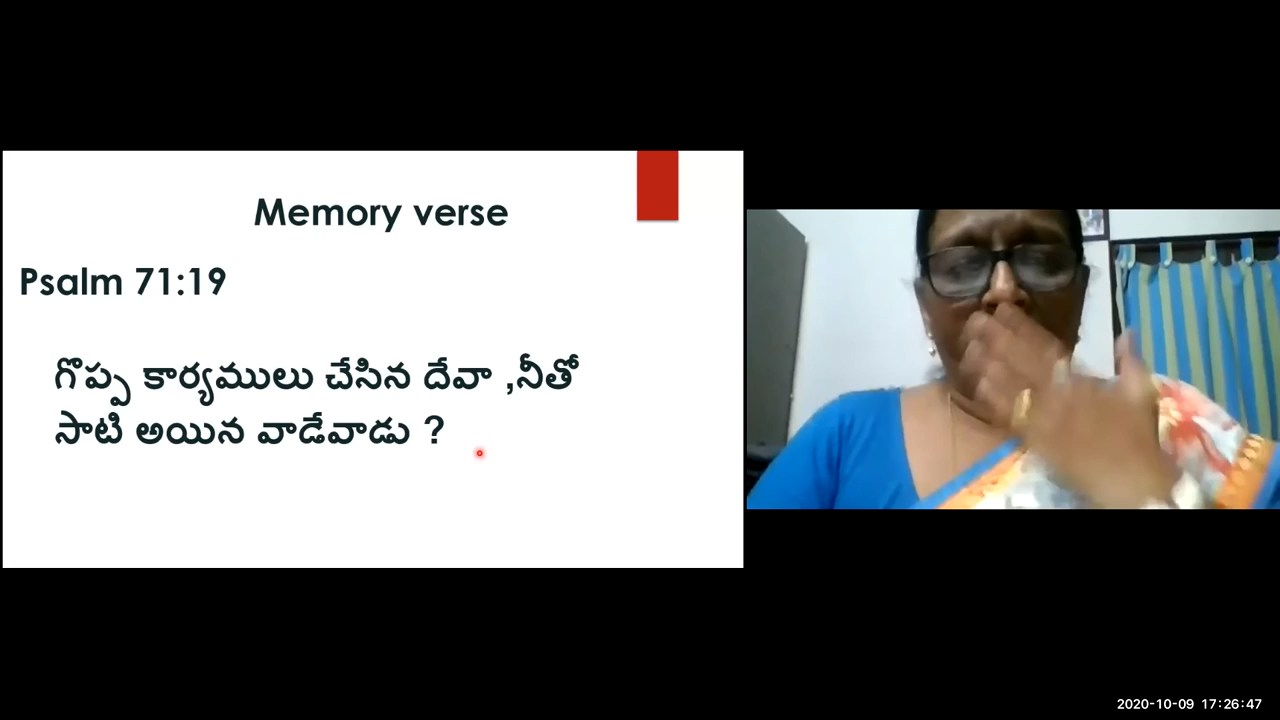 Memory verse
Psalm 71:19
గొప్ప కార్యములు చేసిన దేవా ,నీతో
సాటి అయిన వాడేవాడు ?
2020-10-09 17:26:47